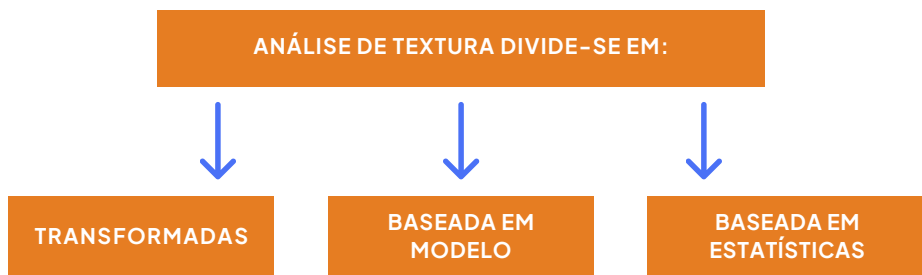 ANÁLISE DE TEXTURA DIVIDE-SE EM:
TRANSFORMADAS
BASEADA EM
MODELO
BASEADA EM
ESTATÍSTICAS